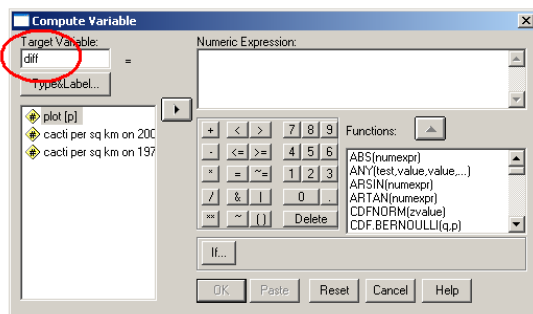 Compute Variable
Target Variable:
diff
=
Numeric Expression:
Type&Label...
plot [p]
cacti per sq km on 200
cacti per sq km on 197
+ < > 7 8 9
- <= >= 4 5 6
* = ~= 1 2 3
/ & | 0 .
** ~ () Delete
Functions:
ABS(numexpr)
ANY(test,value,value,...)
ARSIN(numexpr)
ARTAN(numexpr)
CDFNORM(zvalue)
CDF.BERNOULLI(q,p)
If...
OK Paste Reset Cancel Help